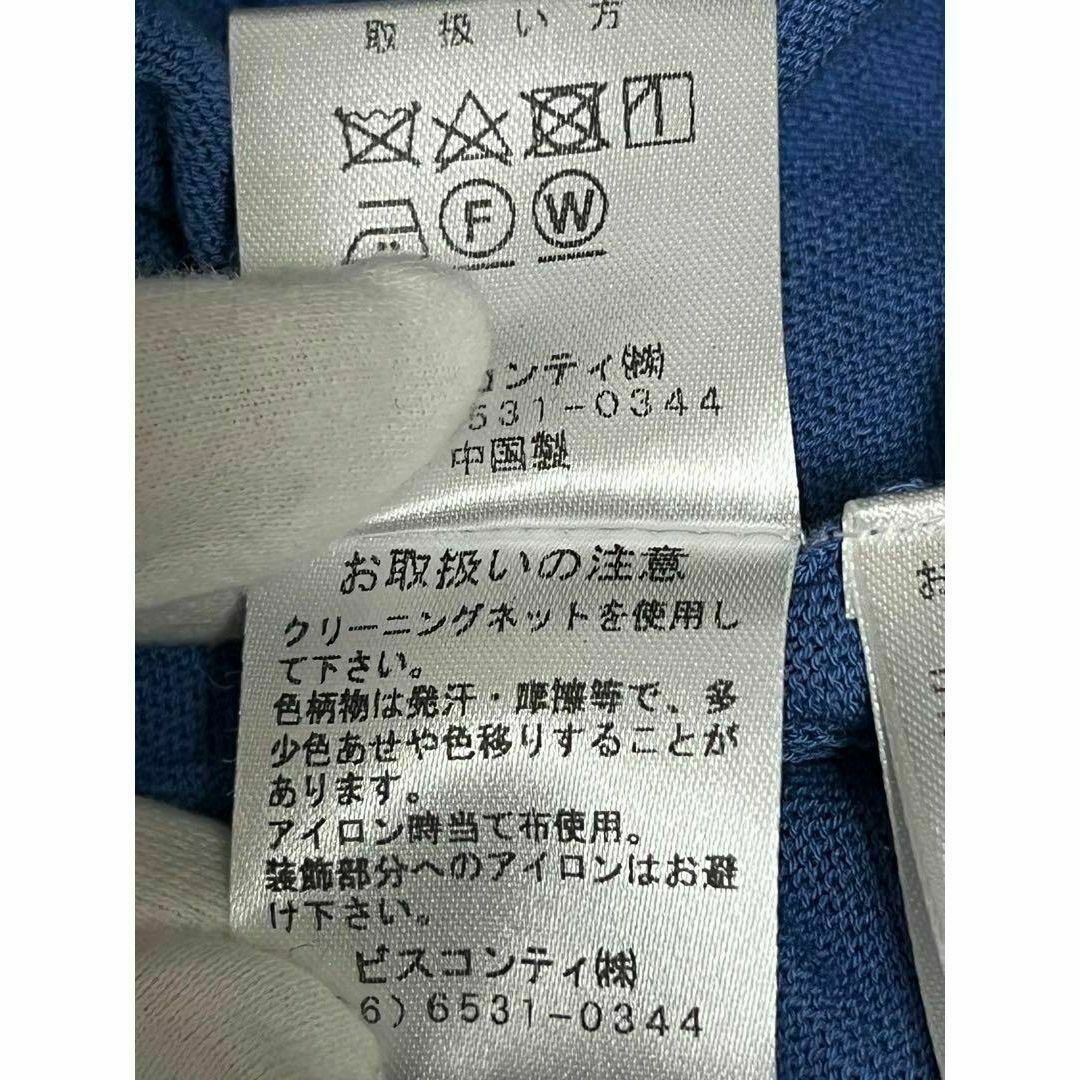 取扱い方
F W
コンティ(株)
6531-0344
中国製
お取扱いの注意
クリーニングネットを使用し
て下さい。
色柄物は発汗・摩擦等で、多
少色あせや色移りすることが
あります。
アイロン時当て布使用。
装飾部分へのアイロンはお避
け下さい。
ビスコンティ(株)
6)6531-0344
お